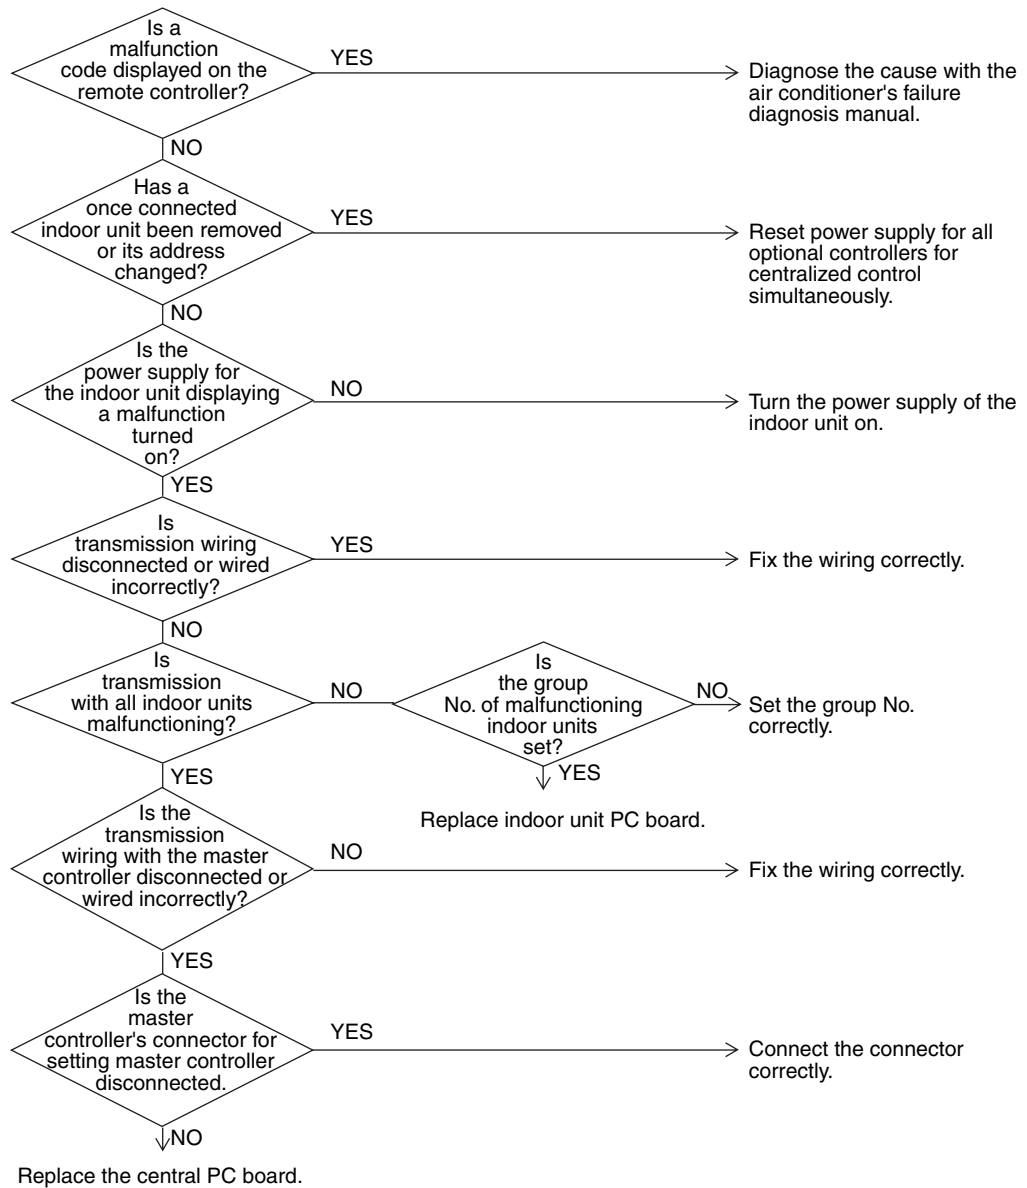 Is a
malfunction
code displayed on the
remote controller?
YES
Diagnose the cause with the
air conditioner's failure
diagnosis manual.
NO
Has a
once connected
indoor unit been removed
or its address
changed?
YES
Reset power supply for all
optional controllers for
centralized control
simultaneously.
NO
Is the
power supply for
the indoor unit displaying
a malfunction
turned
on?
NO
Turn the power supply of the
indoor unit on.
YES
Is
transmission wiring
disconnected or wired
incorrectly?
YES
Fix the wiring correctly.
NO
Is
transmission
with all indoor units
malfunctioning?
NO
Is
the group
No. of malfunctioning
indoor units
set?
NO
Set the group No.
correctly.
YES
Replace indoor unit PC board.
YES
Is the
transmission
wiring with the master
controller disconnected or
wired incorrectly?
NO
Fix the wiring correctly.
YES
Is the
master
controller's connector for
setting master controller
disconnected.
YES
Connect the connector
correctly.
NO
Replace the central PC board.